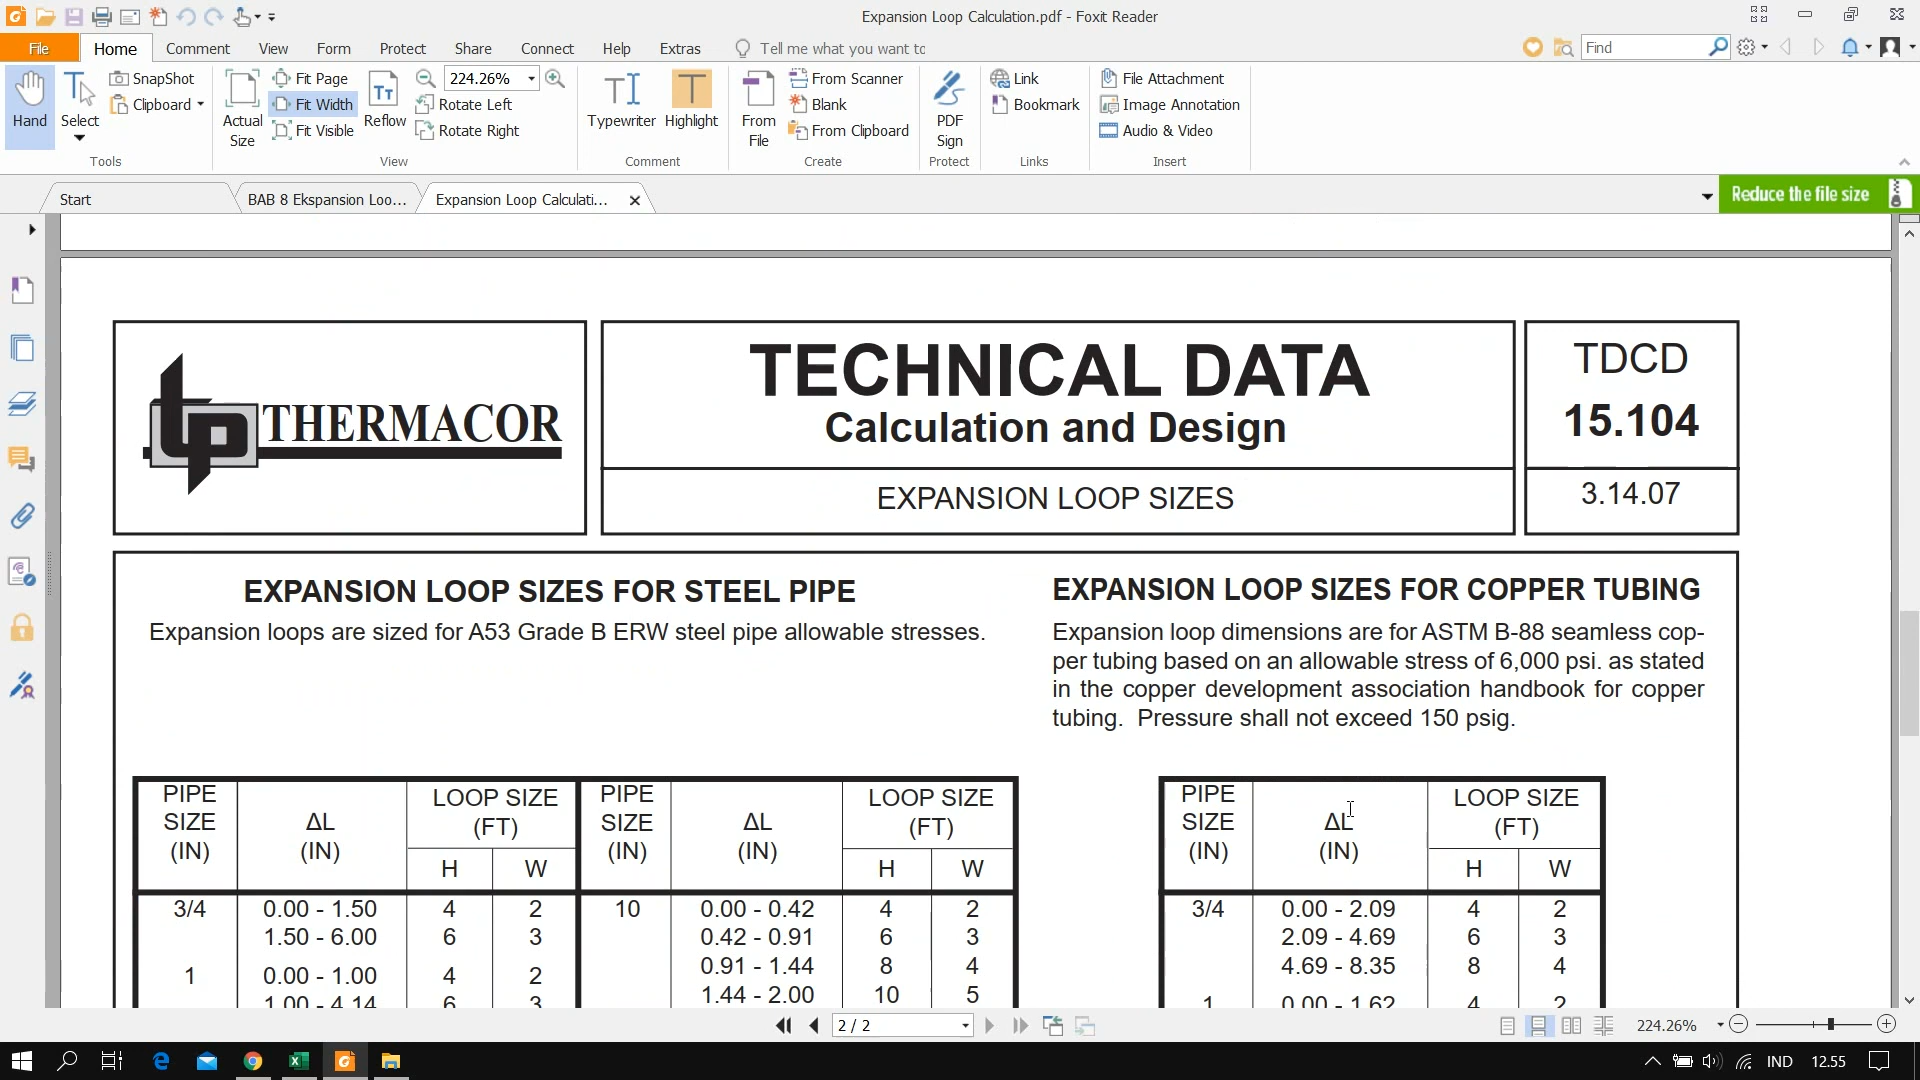 Expansion Loop Calculation.pdf - Foxit Reader
File Home Comment View Form Protect Share Connect Help Extras Tell me what you want to Find
Hand
Select
SnapShot
Clipboard
Tools
Actual
Size
Fit Page
Fit Width
Fit Visible
Reflow
224.26%
Rotate Left
Rotate Right
View
Typewriter
Highlight
Comment
From
File
From Scanner
Blank
From Clipboard
Create
PDF
Sign
Protect
Link
Bookmark
Links
File Attachment
Image Annotation
Audio & Video
Insert
Start BAB 8 Ekspansion Loo... Expansion Loop Calculati... Reduce the file size
THERMACOR
TECHNICAL DATA
Calculation and Design
EXPANSION LOOP SIZES
TDCD
15.104
3.14.07
EXPANSION LOOP SIZES FOR STEEL PIPE
Expansion loops are sized for A53 Grade B ERW steel pipe allowable stresses.
EXPANSION LOOP SIZES FOR COPPER TUBING
Expansion loop dimensions are for ASTM B-88 seamless cop-
per tubing based on an allowable stress of 6,000 psi. as stated
in the copper development association handbook for copper
tubing. Pressure shall not exceed 150 psig.
PIPE
SIZE
(IN)
ΔL
(IN)
LOOP SIZE
(FT)
H W
3/4 0.00 - 1.50 4 2
1.50 - 6.00 6 3
1 0.00 - 1.00 4 2
1.00 - 4.14 6 3
PIPE
SIZE
(IN)
ΔL
(IN)
LOOP SIZE
(FT)
H W
10 0.00 - 0.42 4 2
0.42 - 0.91 6 3
0.91 - 1.44 8 4
1.44 - 2.00 10 5
PIPE
SIZE
(IN)
ΔL
(IN)
LOOP SIZE
(FT)
H W
3/4 0.00 - 2.09 4 2
2.09 - 4.69 6 3
4.69 - 8.35 8 4
1 0.00 - 1.62 4 2
2 / 2 224.26%
IND 12.55